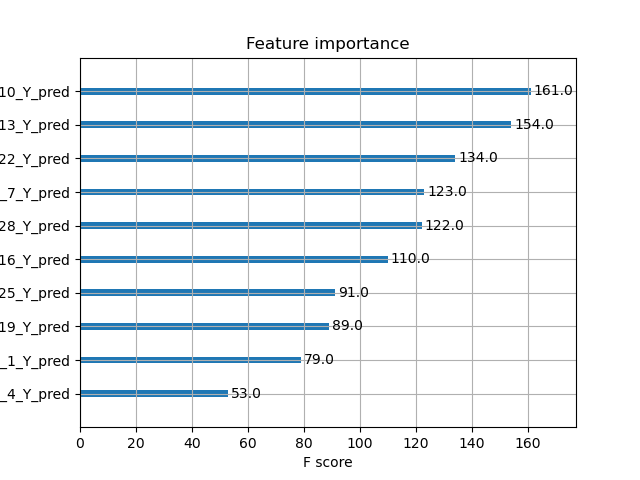 Feature importance
10_Y_pred 161.0
13_Y_pred 154.0
22_Y_pred 134.0
_7_Y_pred 123.0
28_Y_pred 122.0
16_Y_pred 110.0
25_Y_pred 91.0
19_Y_pred 89.0
_1_Y_pred 79.0
_4_Y_pred 53.0
0 20 40 60 80 100 120 140 160
F score